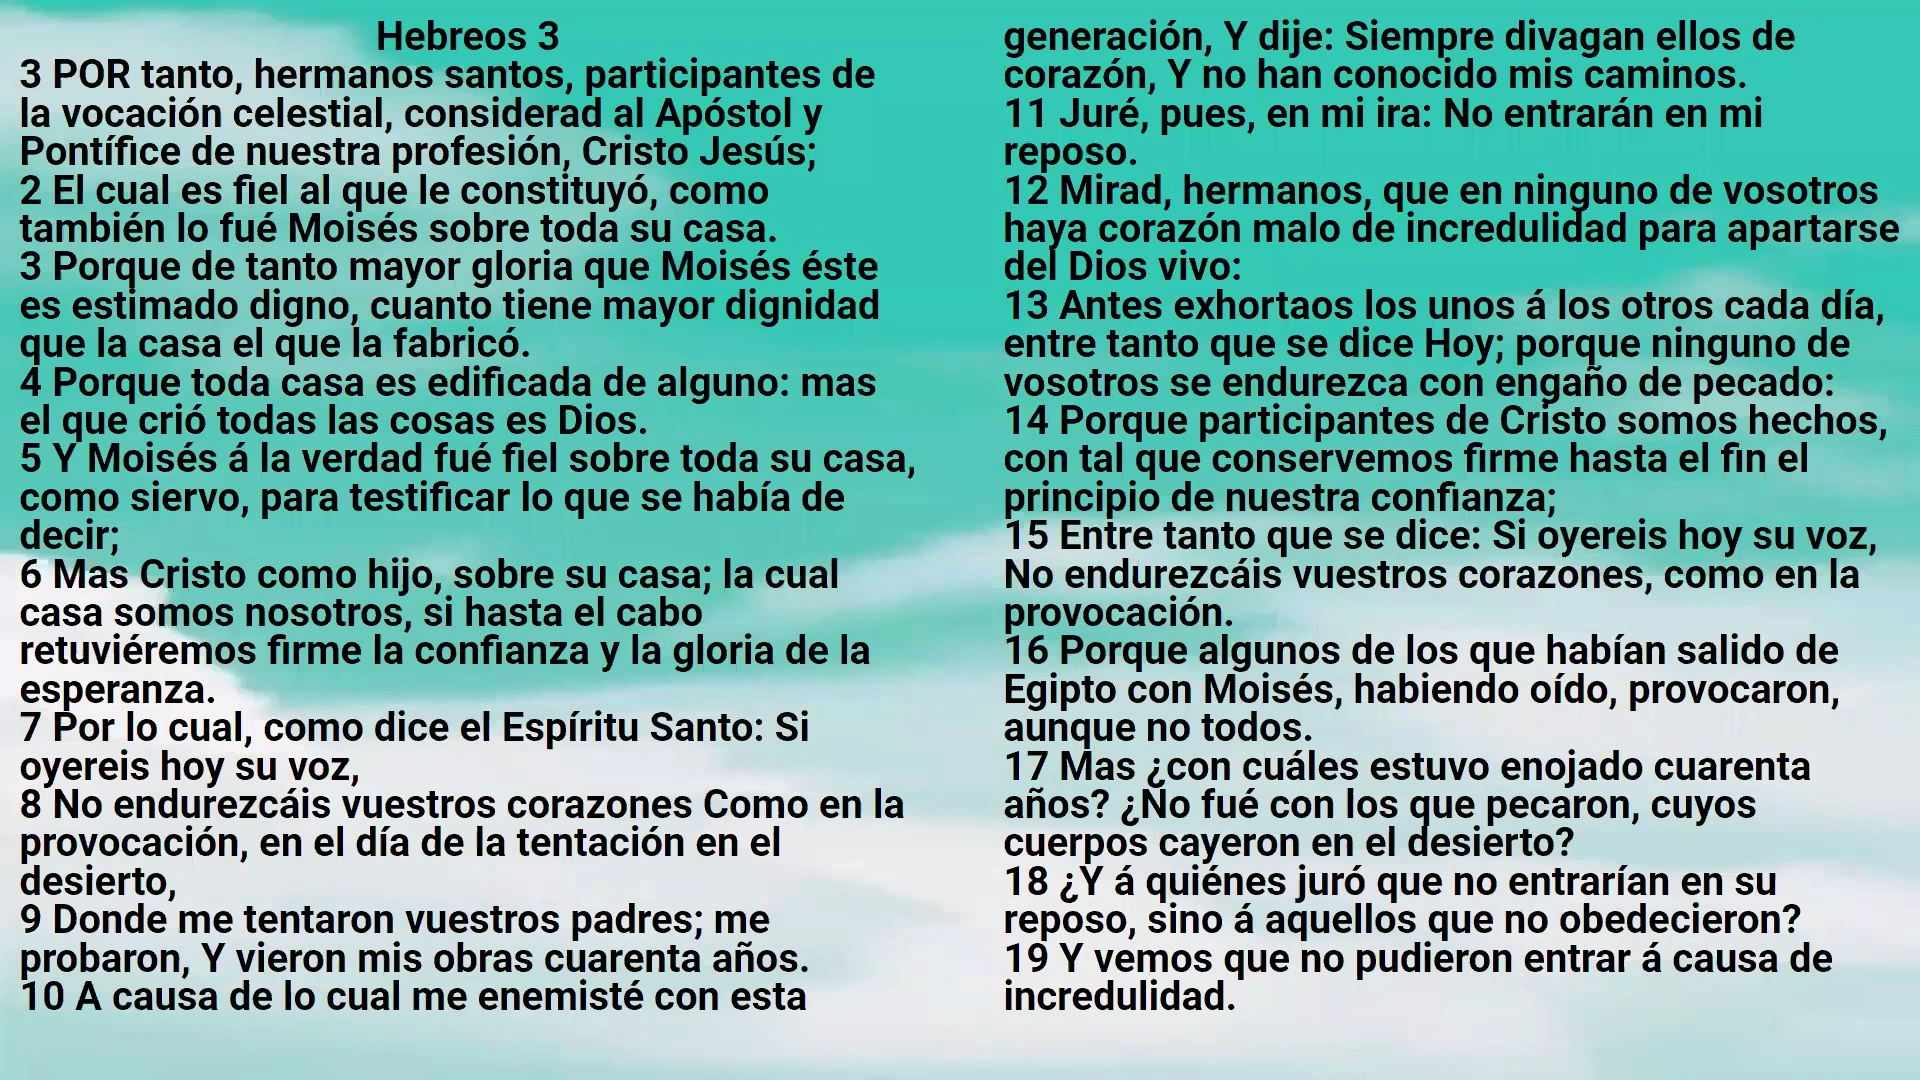 Hebreos 3
3 POR tanto, hermanos santos, participantes de
la vocación celestial, considerad al Apóstol y
Pontífice de nuestra profesión, Cristo Jesús;
2 El cual es fiel al que le constituyó, como
también lo fué Moisés sobre toda su casa.
3 Porque de tanto mayor gloria que Moisés éste
es estimado digno, cuanto tiene mayor dignidad
que la casa el que la fabricó.
4 Porque toda casa es edificada de alguno: mas
el que crió todas las cosas es Dios.
5 Y Moisés á la verdad fué fiel sobre toda su casa,
como siervo, para testificar lo que se había de
decir;
6 Mas Cristo como hijo, sobre su casa; la cual
casa somos nosotros, si hasta el cabo
retuviéremos firme la confianza y la gloria de la
esperanza.
7 Por lo cual, como dice el Espíritu Santo: Si
oyereis hoy su voz,
8 No endurezcáis vuestros corazones Como en la
provocación, en el día de la tentación en el
desierto,
9 Donde me tentaron vuestros padres; me
probaron, Y vieron mis obras cuarenta años.
10 A causa de lo cual me enemisté con esta
generación, Y dije: Siempre divagan ellos de
corazón, Y no han conocido mis caminos.
11 Juré, pues, en mi ira: No entrarán en mi
reposo.
12 Mirad, hermanos, que en ninguno de vosotros
haya corazón malo de incredulidad para apartarse
del Dios vivo:
13 Antes exhortaos los unos á los otros cada día,
entre tanto que se dice Hoy; porque ninguno de
vosotros se endurezca con engaño de pecado:
14 Porque participantes de Cristo somos hechos,
con tal que conservemos firme hasta el fin el
principio de nuestra confianza;
15 Entre tanto que se dice: Si oyereis hoy su voz,
No endurezcáis vuestros corazones, como en la
provocación.
16 Porque algunos de los que habían salido de
Egipto con Moisés, habiendo oído, provocaron,
aunque no todos.
17 Mas ¿con cuáles estuvo enojado cuarenta
años? ¿No fué con los que pecaron, cuyos
cuerpos cayeron en el desierto?
18 ¿Y á quiénes juró que no entrarían en su
reposo, sino á aquellos que no obedecieron?
19 Y vemos que no pudieron entrar á causa de
incredulidad.